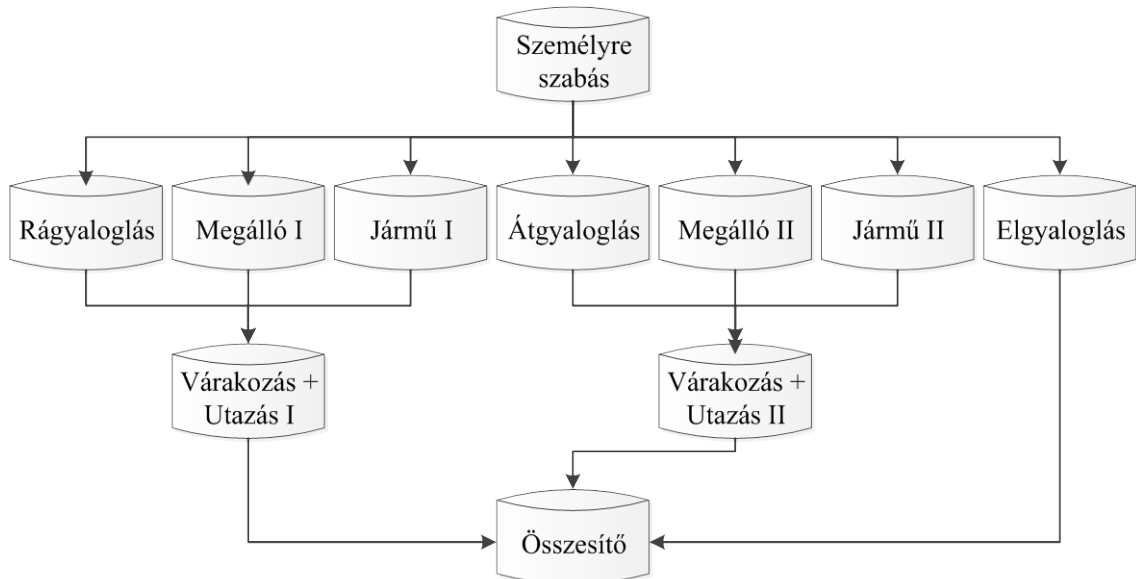 Személyre
szabás
Rágyaloglás
Megálló I
Jármű I
Átgyaloglás
Megálló II
Jármű II
Elgyaloglás
Várakozás +
Utazás I
Várakozás +
Utazás II
Összesítő